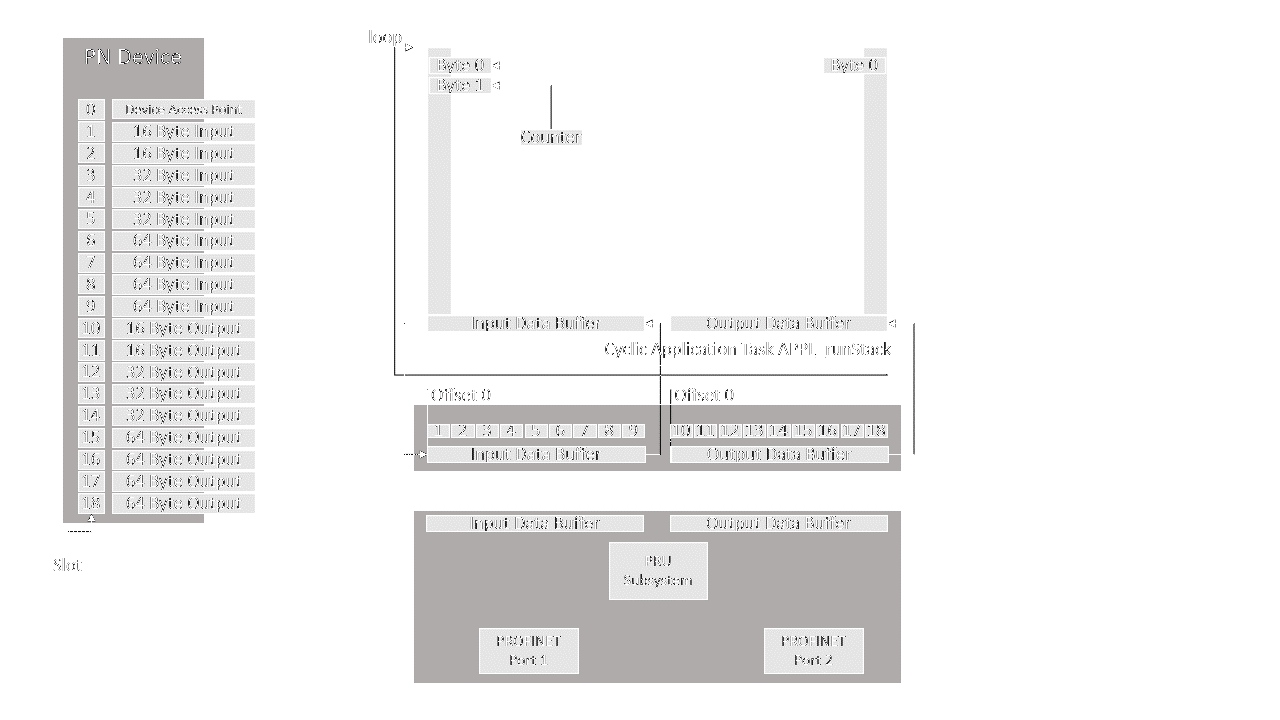 PN Device
0 Device Access Point
1 16 Byte Input
2 16 Byte Input
3 32 Byte Input
4 32 Byte Input
5 32 Byte Input
6 64 Byte Input
7 64 Byte Input
8 64 Byte Input
9 64 Byte Input
10 16 Byte Output
11 16 Byte Output
12 32 Byte Output
13 32 Byte Output
14 32 Byte Output
15 64 Byte Output
16 64 Byte Output
17 64 Byte Output
18 64 Byte Output
Slot
loop
Byte 0
Byte 0
Byte 1
Counter
Input Data Buffer
Output Data Buffer
Cyclic Application Task APPL_runStack
Offset 0
Offset 0
1 2 3 4 5 6 7 8 9
10 11 12 13 14 15 16 17 18
Input Data Buffer
Output Data Buffer
Input Data Buffer
Output Data Buffer
PRU
Subsystem
PROFINET
Port 1
PROFINET
Port 2